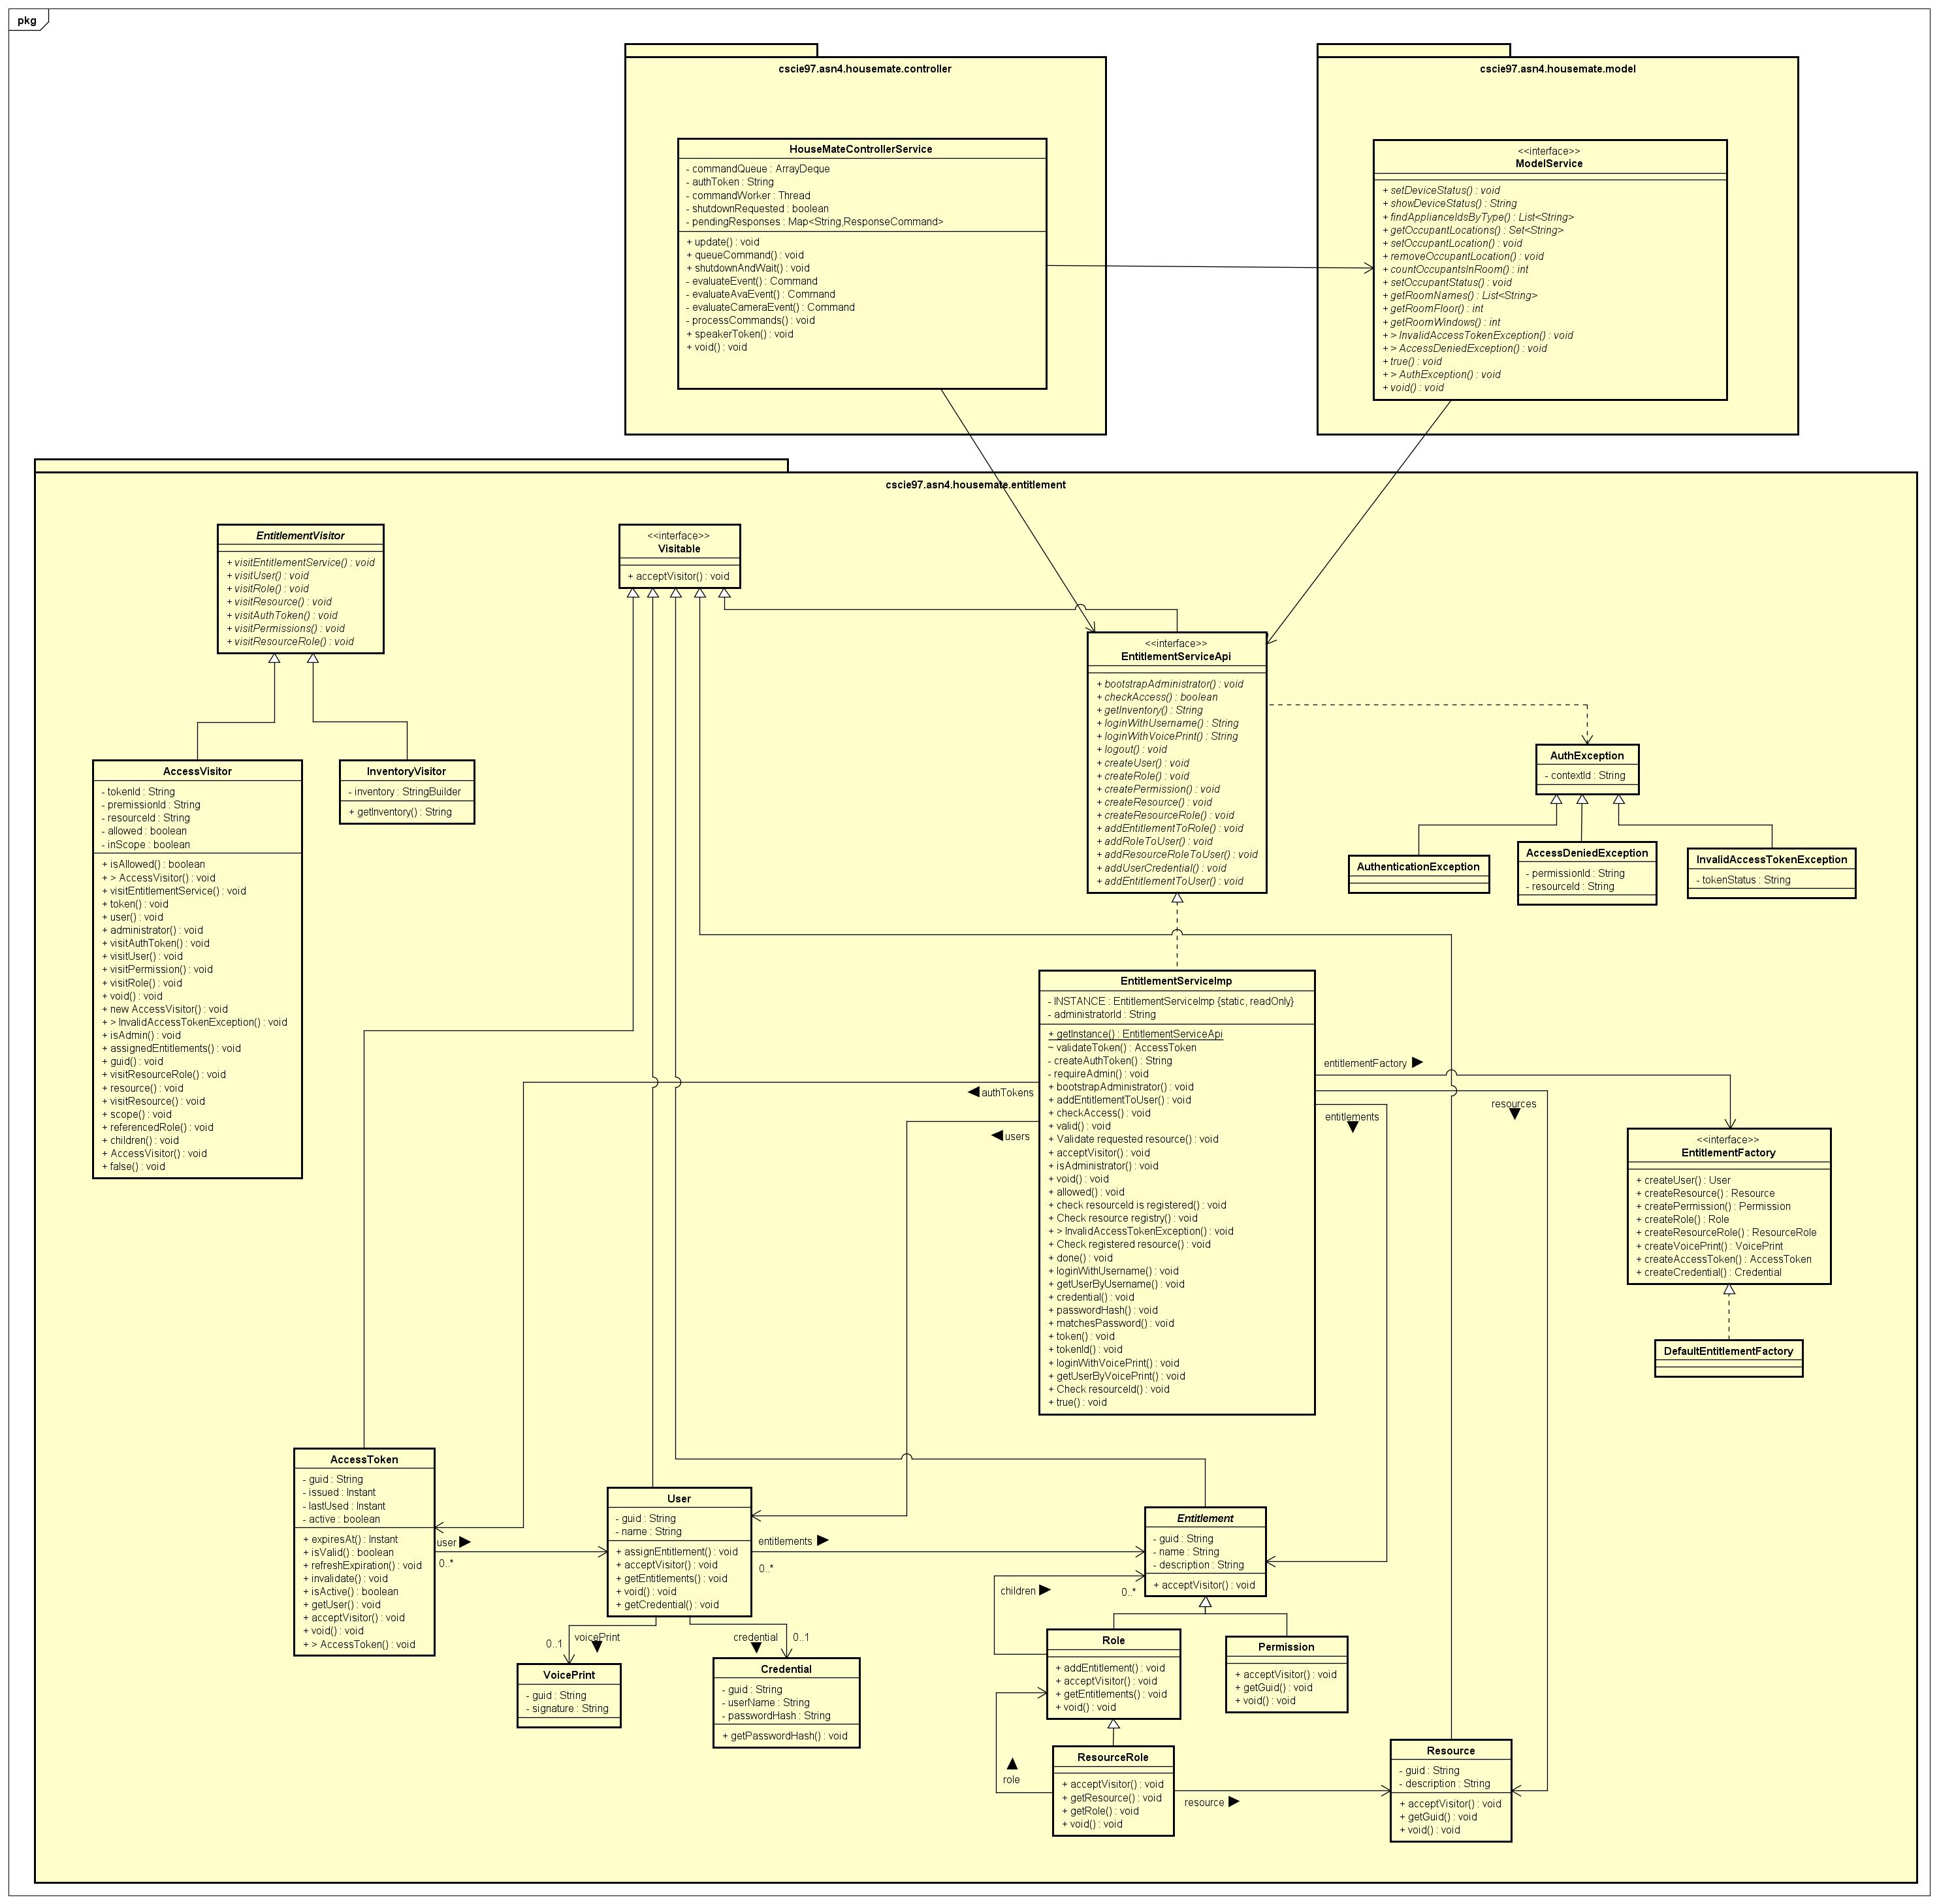 pkg
cscie97.asn4.housemate.controller
HouseMateControllerService
- commandQueue : ArrayDeque
- authToken : String
- commandWorker : Thread
- shutdownRequested : boolean
- pendingResponses : Map<String,ResponseCommand>
+ update() : void
+ queueCommand() : void
+ shutdownAndWait() : void
- evaluateEvent() : Command
- evaluateAvaEvent() : Command
- evaluateCameraEvent() : Command
- processCommands() : void
+ speakerToken() : void
+ void() : void
cscie97.asn4.housemate.model
<<interface>>
ModelService
+ setDeviceStatus() : void
+ showDeviceStatus() : String
+ findApplianceIdsByType() : List<String>
+ getOccupantLocations() : Set<String>
+ setOccupantLocation() : void
+ removeOccupantLocation() : void
+ countOccupantsInRoom() : int
+ setOccupantStatus() : void
+ getRoomNames() : List<String>
+ getRoomFloor() : int
+ getRoomWindows() : int
+ > InvalidAccessTokenException() : void
+ > AccessDeniedException() : void
+ true() : void
+ > AuthException() : void
+ void() : void
cscie97.asn4.housemate.entitlement
EntitlementVisitor
+ visitEntitlementService() : void
+ visitUser() : void
+ visitRole() : void
+ visitResource() : void
+ visitAuthToken() : void
+ visitPermissions() : void
+ visitResourceRole() : void
<<interface>>
Visitable
+ acceptVisitor() : void
<<interface>>
EntitlementServiceApi
+ bootstrapAdministrator() : void
+ checkAccess() : boolean
+ getInventory() : String
+ loginWithUsername() : String
+ loginWithVoicePrint() : String
+ logout() : void
+ createUser() : void
+ createRole() : void
+ createPermission() : void
+ createResource() : void
+ createResourceRole() : void
+ addEntitlementToRole() : void
+ addRoleToUser() : void
+ addResourceRoleToUser() : void
+ addUserCredential() : void
+ addEntitlementToUser() : void
AuthException
- contextId : String
AuthenticationException
AccessDeniedException
- permissionId : String
- resourceId : String
InvalidAccessTokenException
- tokenStatus : String
AccessVisitor
- tokenId : String
- premissionId : String
- resourceId : String
- allowed : boolean
- inScope : boolean
+ isAllowed() : boolean
+ > AccessVisitor() : void
+ visitEntitlementService() : void
+ token() : void
+ user() : void
+ administrator() : void
+ visitAuthToken() : void
+ visitUser() : void
+ visitPermission() : void
+ visitRole() : void
+ void() : void
+ new AccessVisitor() : void
+ > InvalidAccessTokenException() : void
+ isAdmin() : void
+ assignedEntitlements() : void
+ guid() : void
+ visitResourceRole() : void
+ resource() : void
+ visitResource() : void
+ scope() : void
+ referencedRole() : void
+ children() : void
+ AccessVisitor() : void
+ false() : void
InventoryVisitor
- inventory : StringBuilder
+ getInventory() : String
EntitlementServiceImp
- INSTANCE : EntitlementServiceImp {static, readOnly}
- administratorId : String
+ getInstance() : EntitlementServiceApi
~ validateToken() : AccessToken
- createAuthToken() : String
- requireAdmin() : void
+ bootstrapAdministrator() : void
+ addEntitlementToUser() : void
+ checkAccess() : void
+ valid() : void
+ Validate requested resource() : void
+ acceptVisitor() : void
+ isAdministrator() : void
+ void() : void
+ allowed() : void
+ check resourceId is registered() : void
+ Check resource registry() : void
+ > InvalidAccessTokenException() : void
+ Check registered resource() : void
+ done() : void
+ loginWithUsername() : void
+ getUserByUsername() : void
+ credential() : void
+ passwordHash() : void
+ matchesPassword() : void
+ token() : void
+ tokenId() : void
+ loginWithVoicePrint() : void
+ getUserByVoicePrint() : void
+ Check resourceId() : void
+ true() : void
entitlementFactory
authTokens
users
entitlements
resources
<<interface>>
EntitlementFactory
+ createUser() : User
+ createResource() : Resource
+ createPermission() : Permission
+ createRole() : Role
+ createResourceRole() : ResourceRole
+ createVoicePrint() : VoicePrint
+ createAccessToken() : AccessToken
+ createCredential() : Credential
DefaultEntitlementFactory
AccessToken
- guid : String
- issued : Instant
- lastUsed : Instant
- active : boolean
+ expiresAt() : Instant
+ isValid() : boolean
+ refreshExpiration() : void
+ invalidate() : void
+ isActive() : boolean
+ getUser() : void
+ acceptVisitor() : void
+ void() : void
+ > AccessToken() : void
user
0..*
User
- guid : String
- name : String
+ assignEntitlement() : void
+ acceptVisitor() : void
+ getEntitlements() : void
+ void() : void
+ getCredential() : void
entitlements
0..*
Entitlement
- guid : String
- name : String
- description : String
+ acceptVisitor() : void
children
0..*
0..1
voicePrint
credential
0..1
VoicePrint
- guid : String
- signature : String
Credential
- guid : String
- userName : String
- passwordHash : String
+ getPasswordHash() : void
Role
+ addEntitlement() : void
+ acceptVisitor() : void
+ getEntitlements() : void
+ void() : void
Permission
+ acceptVisitor() : void
+ getGuid() : void
+ void() : void
ResourceRole
+ acceptVisitor() : void
+ getResource() : void
+ getRole() : void
+ void() : void
role
resource
Resource
- guid : String
- description : String
+ acceptVisitor() : void
+ getGuid() : void
+ void() : void